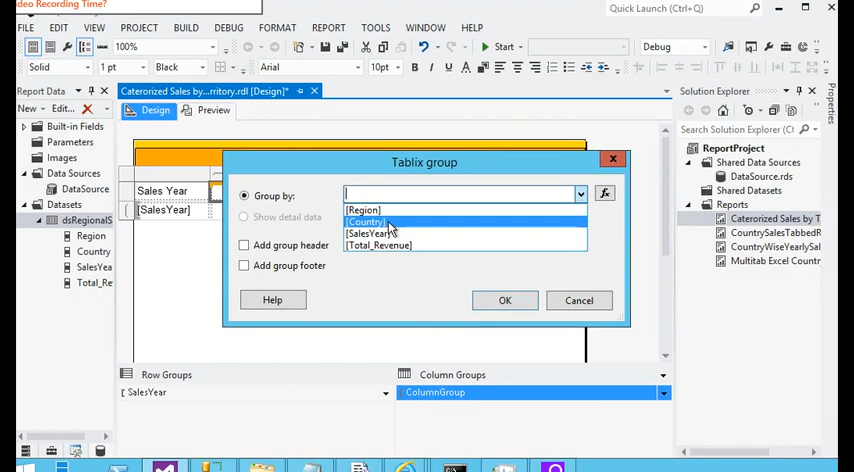 ideo Recording Time?
Quick Launch (Ctrl+Q)
FILE EDIT VIEW PROJECT BUILD DEBUG FORMAT REPORT TOOLS WINDOW HELP
100% Start Debug
Solid 1 pt Black Arial 10pt B I U A
Report Data
New Edit...
Built-in Fields
Parameters
Images
Data Sources
DataSource
Datasets
dsRegionalS
Region
Country
SalesYea
Total_Reven
Caterorized Sales by...rritory.rdl [Design]*
Design Preview
Sales Year
[SalesYear]
Tablix group
Group by:
fx
[Region]
[Country]
[SalesYear]
[Total_Revenue]
Show detail data
Add group header
Add group footer
Help OK Cancel
Row Groups Column Groups
SalesYear ColumnGroup
Solution Explorer
Search Solution Explorer (Ctrl+;)
ReportProject
Shared Data Sources
DataSource.rds
Shared Datasets
Reports
Caterorized Sales by T
CountrySalesTabbedR
CountryWiseYearlySa
Multitab Excel Countr
Properties